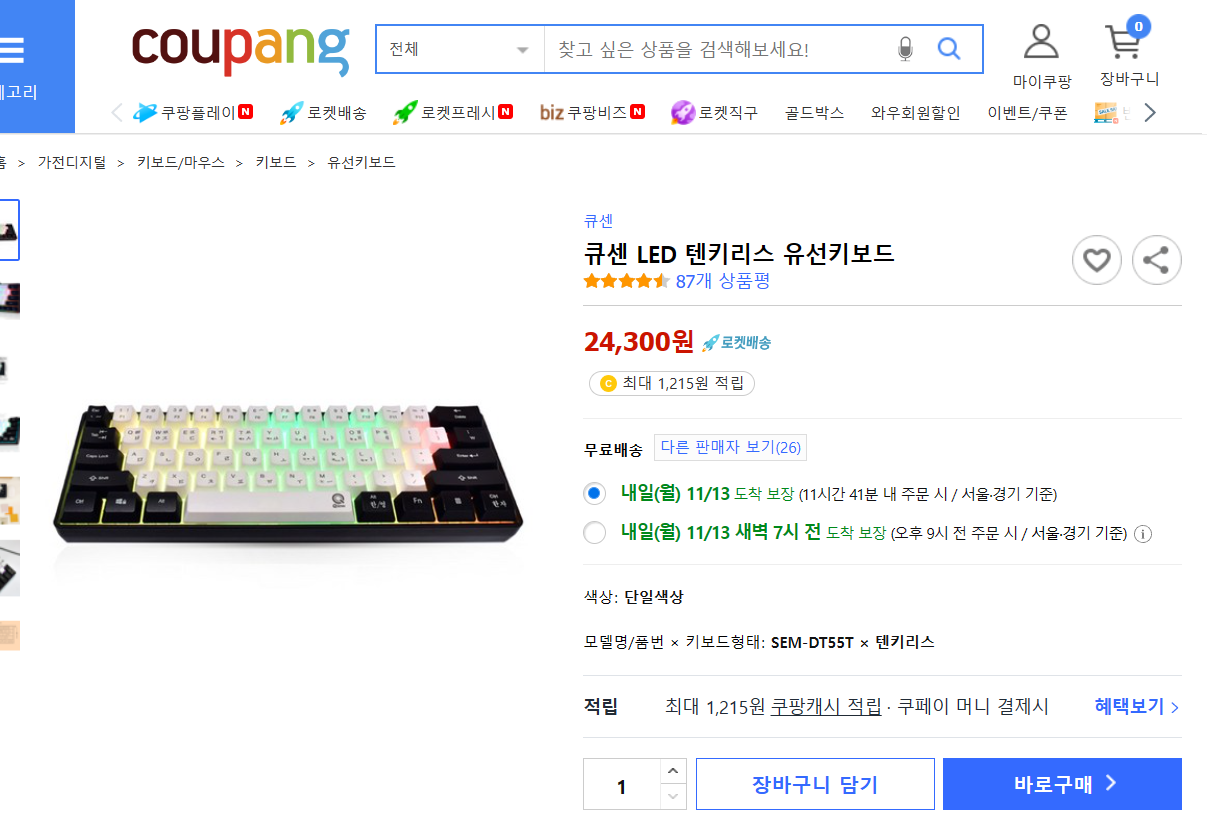 coupang
전체
찾고 싶은 상품을 검색해보세요!
마이쿠팡
0
장바구니
쿠팡플레이 N
로켓배송
로켓프레시 N
biz 쿠팡비즈 N
로켓직구
골드박스
와우회원할인
이벤트/쿠폰
> 가전디지털 > 키보드/마우스 > 키보드 > 유선키보드
큐센
큐센 LED 텐키리스 유선키보드
87개 상품평
24,300원 로켓배송
C 최대 1,215원 적립
무료배송 다른 판매자 보기(26)
내일(월) 11/13 도착 보장 (11시간 41분 내 주문 시 / 서울·경기 기준)
내일(월) 11/13 새벽 7시 전 도착 보장 (오후 9시 전 주문 시 / 서울·경기 기준) i
색상: 단일색상
모델명/품번 × 키보드형태: SEM-DT55T × 텐키리스
적립 최대 1,215원 쿠팡캐시 적립 · 쿠페이 머니 결제시 혜택보기 >
1
장바구니 담기
바로구매 >